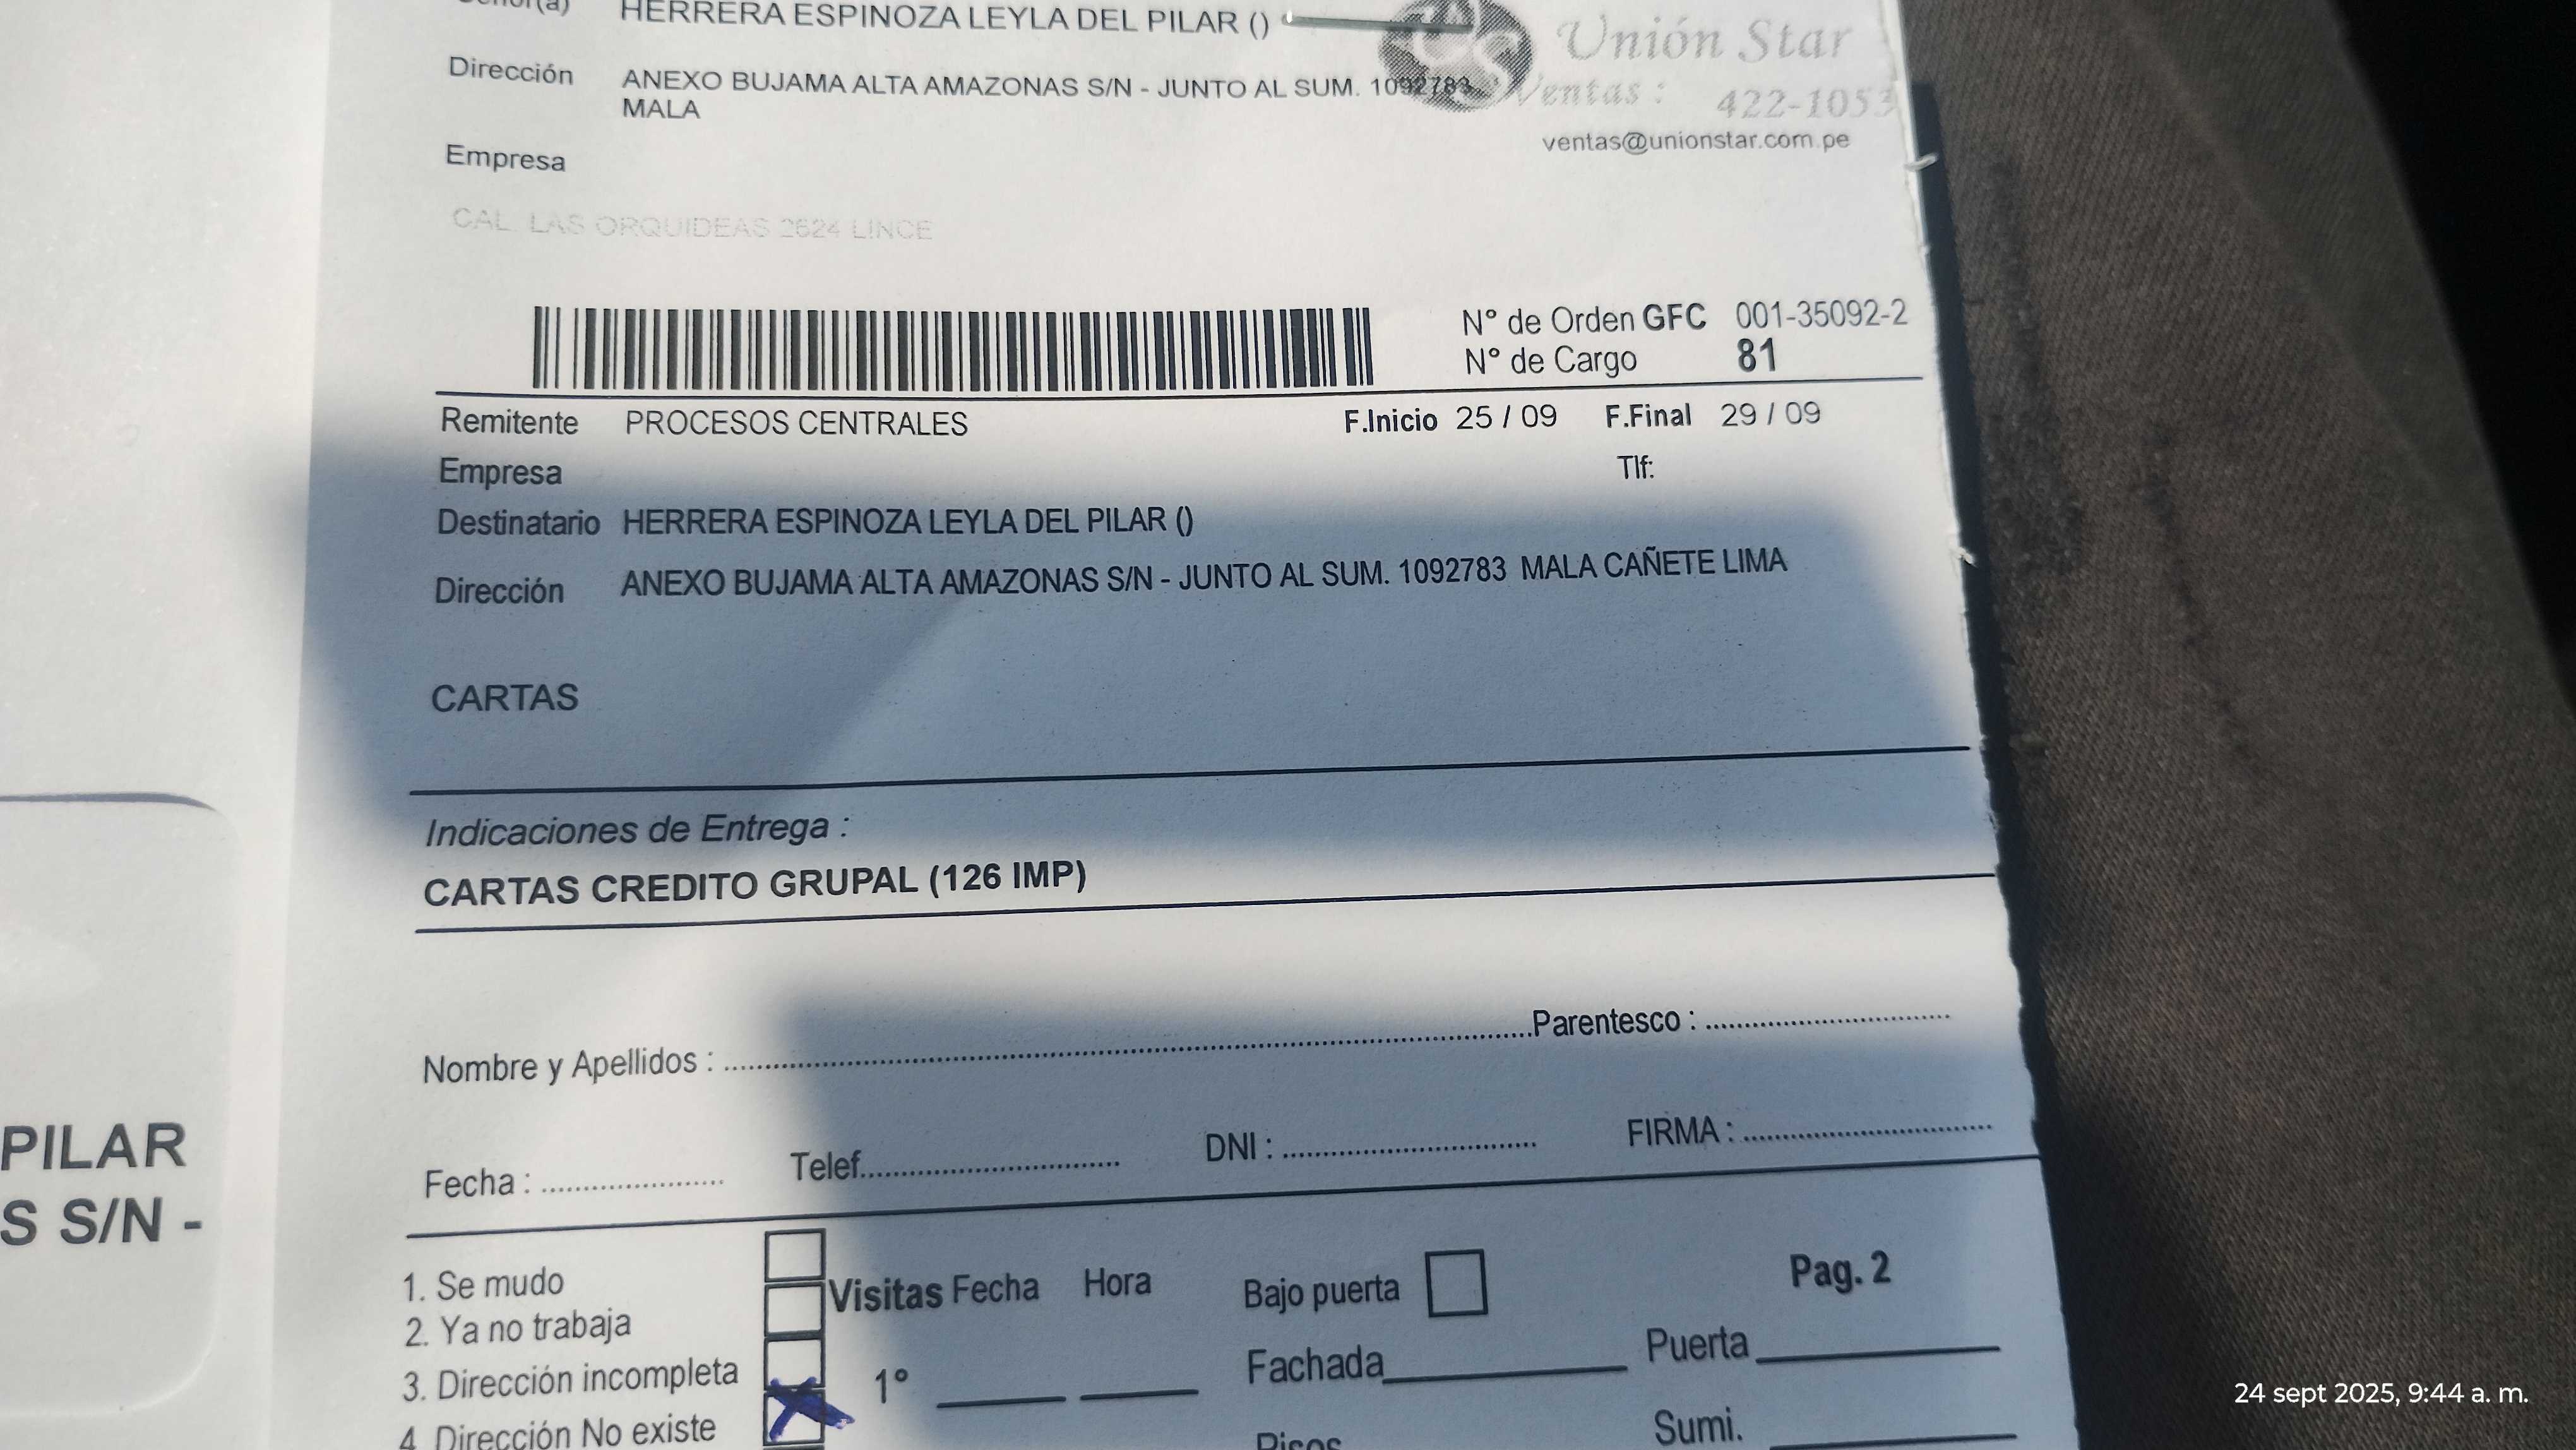 HERRERA ESPINOZA LEYLA DEL PILAR ()
Unión Star
Dirección ANEXO BUJAMA ALTA AMAZONAS S/N - JUNTO AL SUM. 1092783
MALA
Ventas : 422-1053
ventas@unionstar.com.pe
Empresa
CAL. LAS ORQUIDEAS 2624 LINCE
N° de Orden GFC 001-35092-2
N° de Cargo 81
Remitente PROCESOS CENTRALES F.Inicio 25 / 09 F.Final 29 / 09
Empresa Tlf:
Destinatario HERRERA ESPINOZA LEYLA DEL PILAR ()
Dirección ANEXO BUJAMA ALTA AMAZONAS S/N - JUNTO AL SUM. 1092783 MALA CAÑETE LIMA
CARTAS
Indicaciones de Entrega :
CARTAS CREDITO GRUPAL (126 IMP)
Nombre y Apellidos : Parentesco :
Fecha : Telef. DNI : FIRMA :
PILAR
S S/N -
1. Se mudo
2. Ya no trabaja
3. Dirección incompleta
4. Dirección No existe
Visitas Fecha Hora
1°
Bajo puerta
Pag. 2
Fachada
Puerta
Pisos
Sumi.
24 sept 2025, 9:44 a. m.